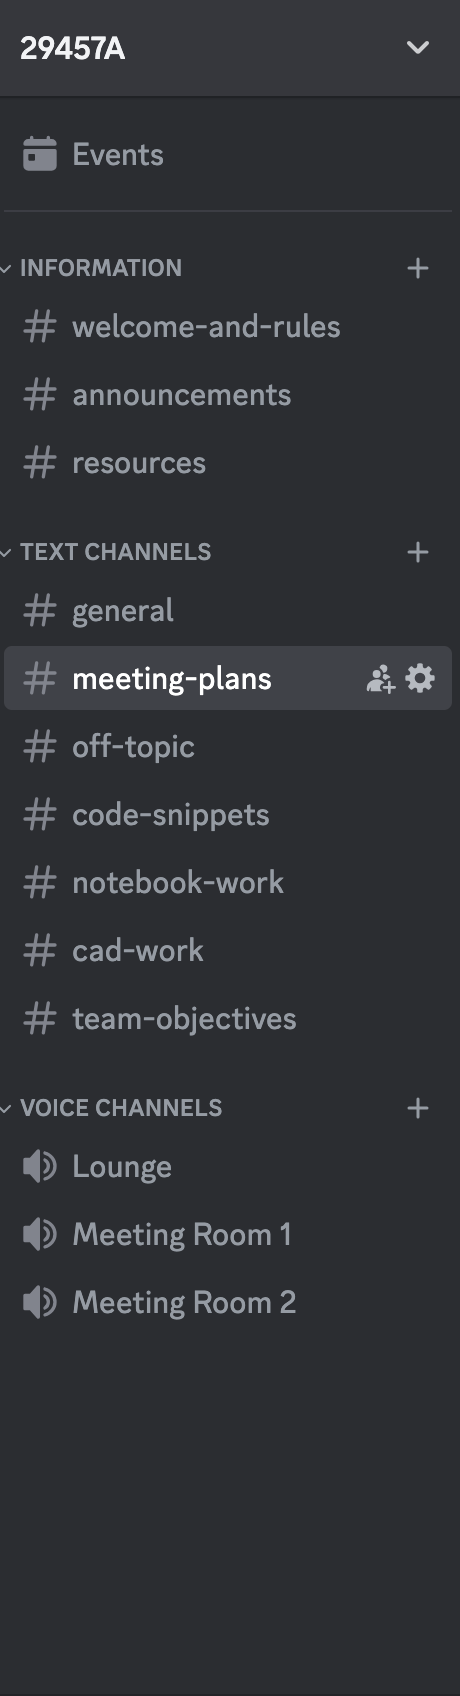 29457A
Events
INFORMATION
welcome-and-rules
announcements
resources
TEXT CHANNELS
general
meeting-plans
off-topic
code-snippets
notebook-work
cad-work
team-objectives
VOICE CHANNELS
Lounge
Meeting Room 1
Meeting Room 2